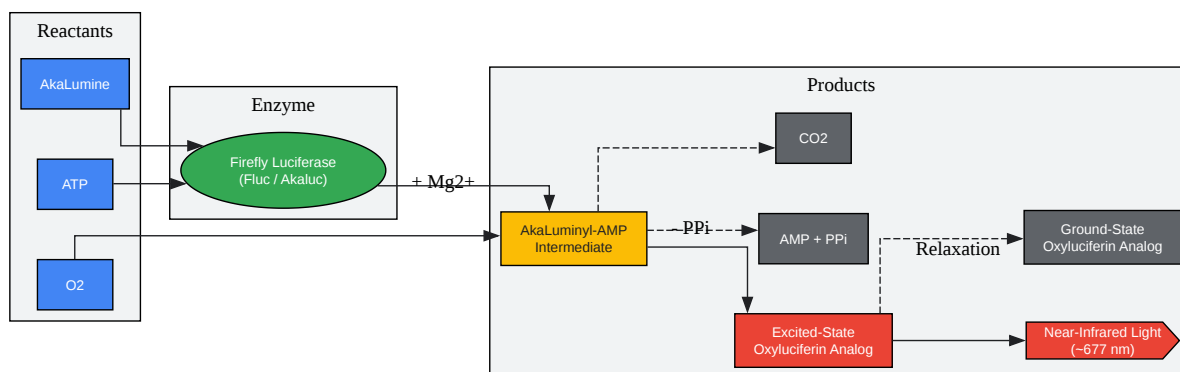 Reactants
AkaLumine
ATP
O2
Enzyme
Firefly Luciferase
(Fluc / Akaluc)
+ Mg2+
Products
CO2
AkaLuminyl-AMP
Intermediate
- PPi
AMP + PPi
Ground-State
Oxyluciferin Analog
Relaxation
Excited-State
Oxyluciferin Analog
Near-Infrared Light
(~677 nm)